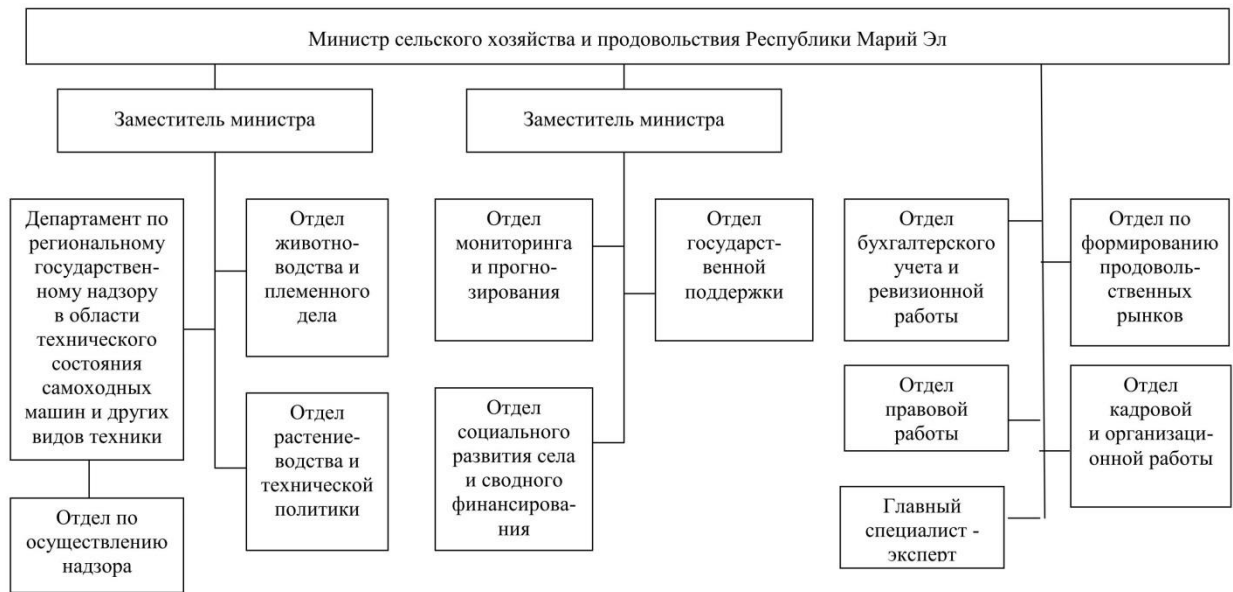 Министр сельского хозяйства и продовольствия Республики Марий Эл
Заместитель министра
Заместитель министра
Департамент по
региональному
государствен-
ному надзору
в области
технического
состояния
самоходных
машин и других
видов техники
Отдел по
осуществлению
надзора
Отдел
животно-
водства и
племенного
дела
Отдел
растение-
водства и
технической
политики
Отдел
мониторинга
и прогно-
зирования
Отдел
социального
развития села
и сводного
финансирова-
ния
Отдел
государст-
венной
поддержки
Отдел
бухгалтерского
учета и
ревизионной
работы
Отдел
правовой
работы
Главный
специалист -
эксперт
Отдел по
формированию
продоволь-
ственных
рынков
Отдел
кадровой
и организаци-
онной работы